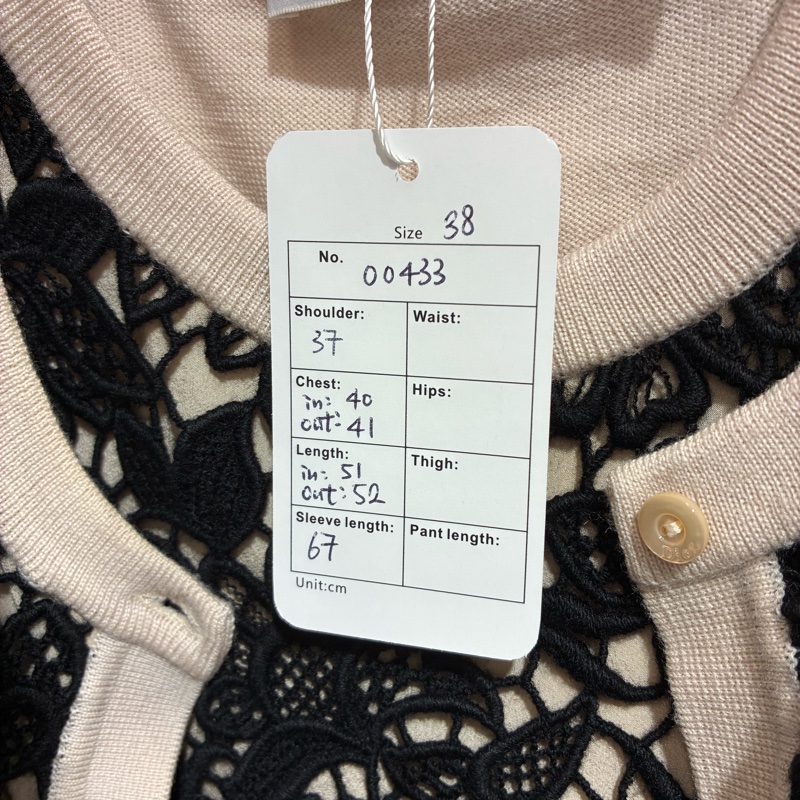 Size 38
No. 00433
Shoulder: 37
Waist:
Chest: in: 40
out: 41
Hips:
Length: in: 51
out: 52
Thigh:
Sleeve length: 67
Pant length:
Unit:cm